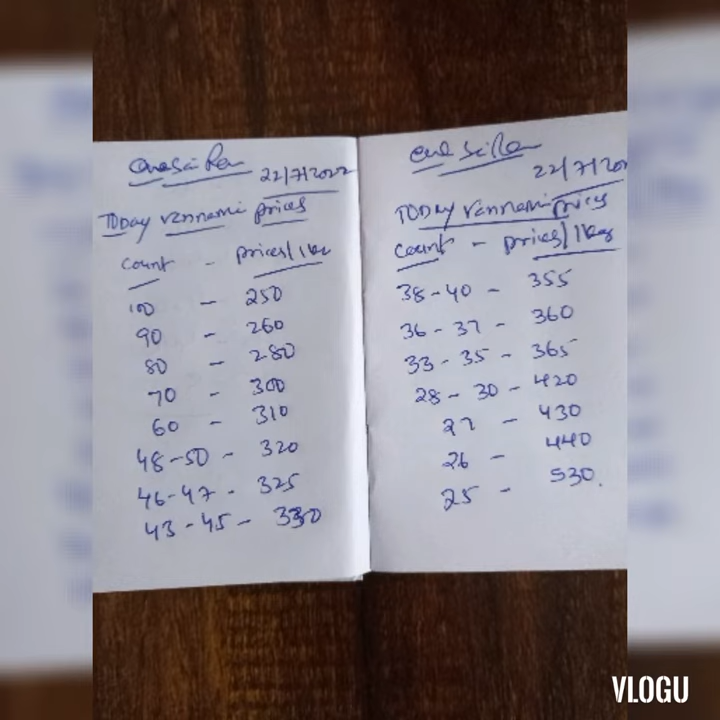 22/7/2022
Today vannami prices
count - prices/1kg
100 - 250
90 - 260
80 - 280
70 - 300
60 - 310
48-50 - 320
46-47 - 325
43-45 - 330
22/7/20
Today vannami prices
count - prices/1kg
38-40 - 355
36-37 - 360
33-35 - 365
28-30 - 420
27 - 430
26 - 440
25 - 530.
VLOGU